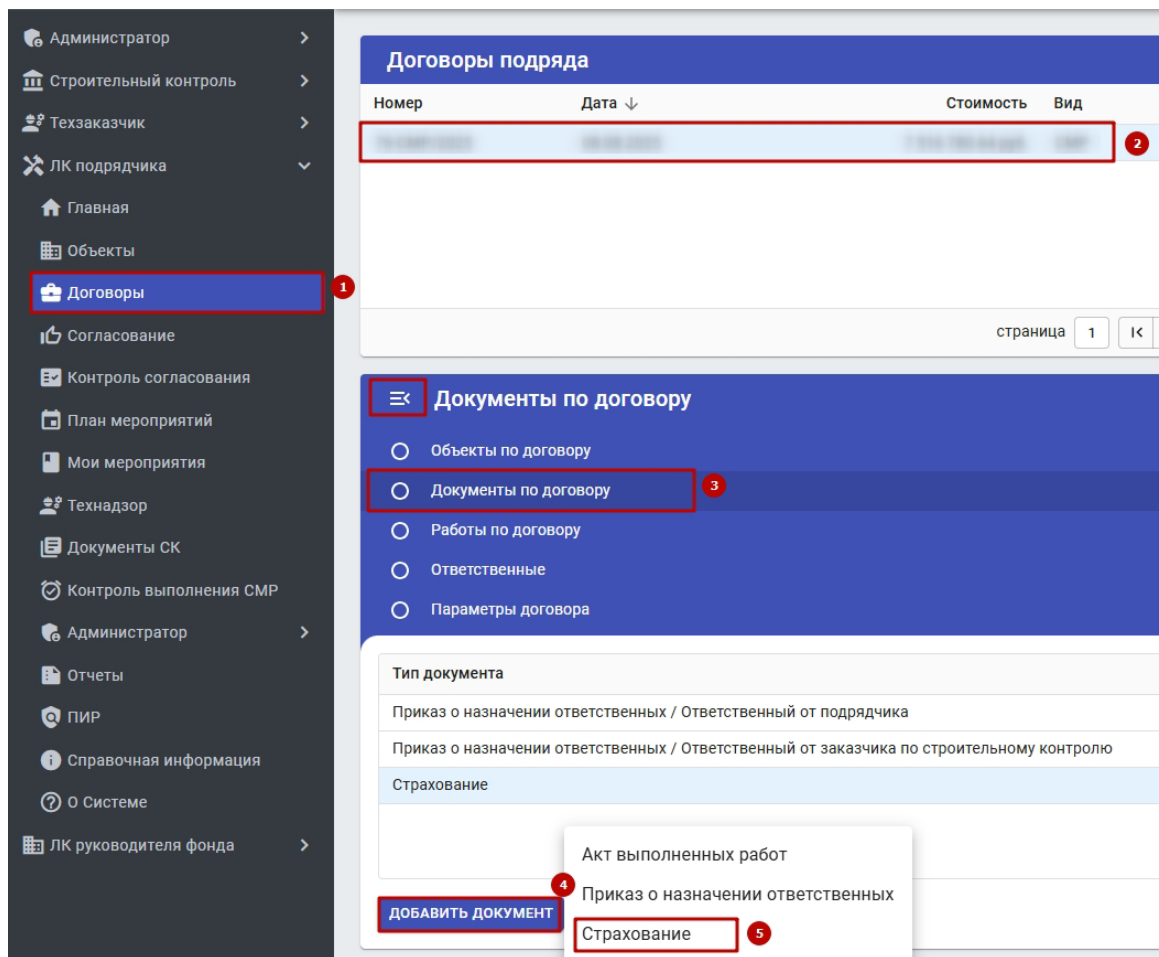 Администратор
Строительный контроль
Техзаказчик
ЛК подрядчика
Главная
Объекты
Договоры
1
Согласование
Контроль согласования
План мероприятий
Мои мероприятия
Технадзор
Документы СК
Контроль выполнения СМР
Администратор
Отчеты
ПИР
Справочная информация
О Системе
ЛК руководителя фонда
Договоры подряда
Номер Дата Стоимость Вид
2
страница 1
Документы по договору
Объекты по договору
Документы по договору 3
Работы по договору
Ответственные
Параметры договора
Тип документа
Приказ о назначении ответственных / Ответственный от подрядчика
Приказ о назначении ответственных / Ответственный от заказчика по строительному контролю
Страхование
4
ДОБАВИТЬ ДОКУМЕНТ
Акт выполненных работ
Приказ о назначении ответственных
Страхование 5